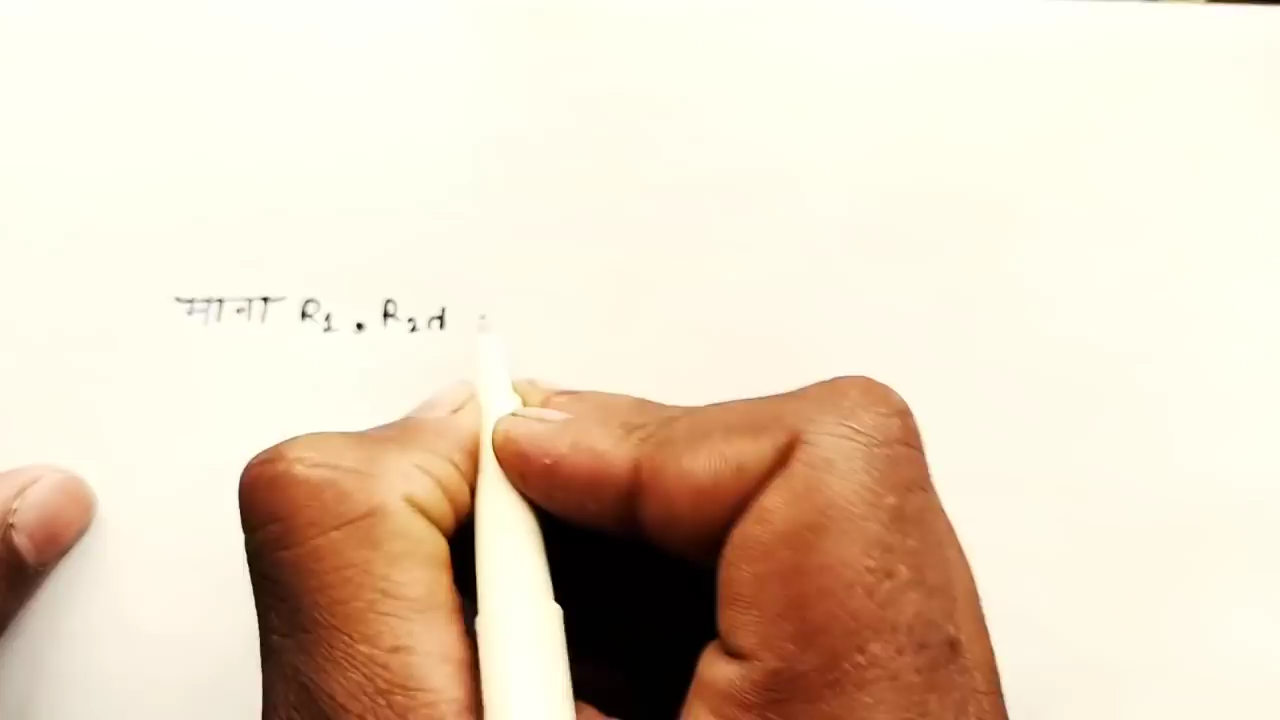 माना R₁ , R₂ व